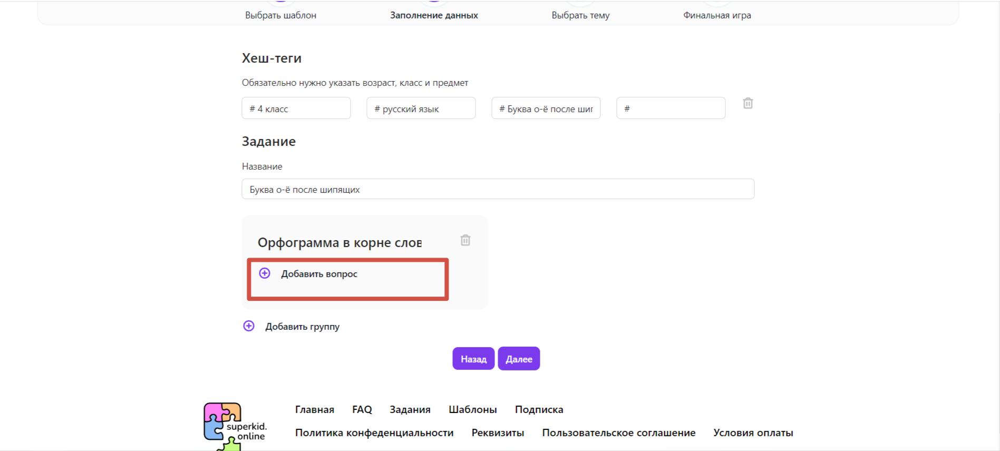 Выбрать шаблон Заполнение данных Выбрать тему Финальная игра
Хеш-теги
Обязательно нужно указать возраст, класс и предмет
# 4 класс # русский язык # Буква о-ё после шип #
Задание
Название
Буква о-ё после шипящих
Орфограмма в корне слов
Добавить вопрос
Добавить группу
Назад Далее
Главная FAQ Задания Шаблоны Подписка
superkid.
online
Политика конфеденциальности Реквизиты Пользовательское соглашение Условия оплаты